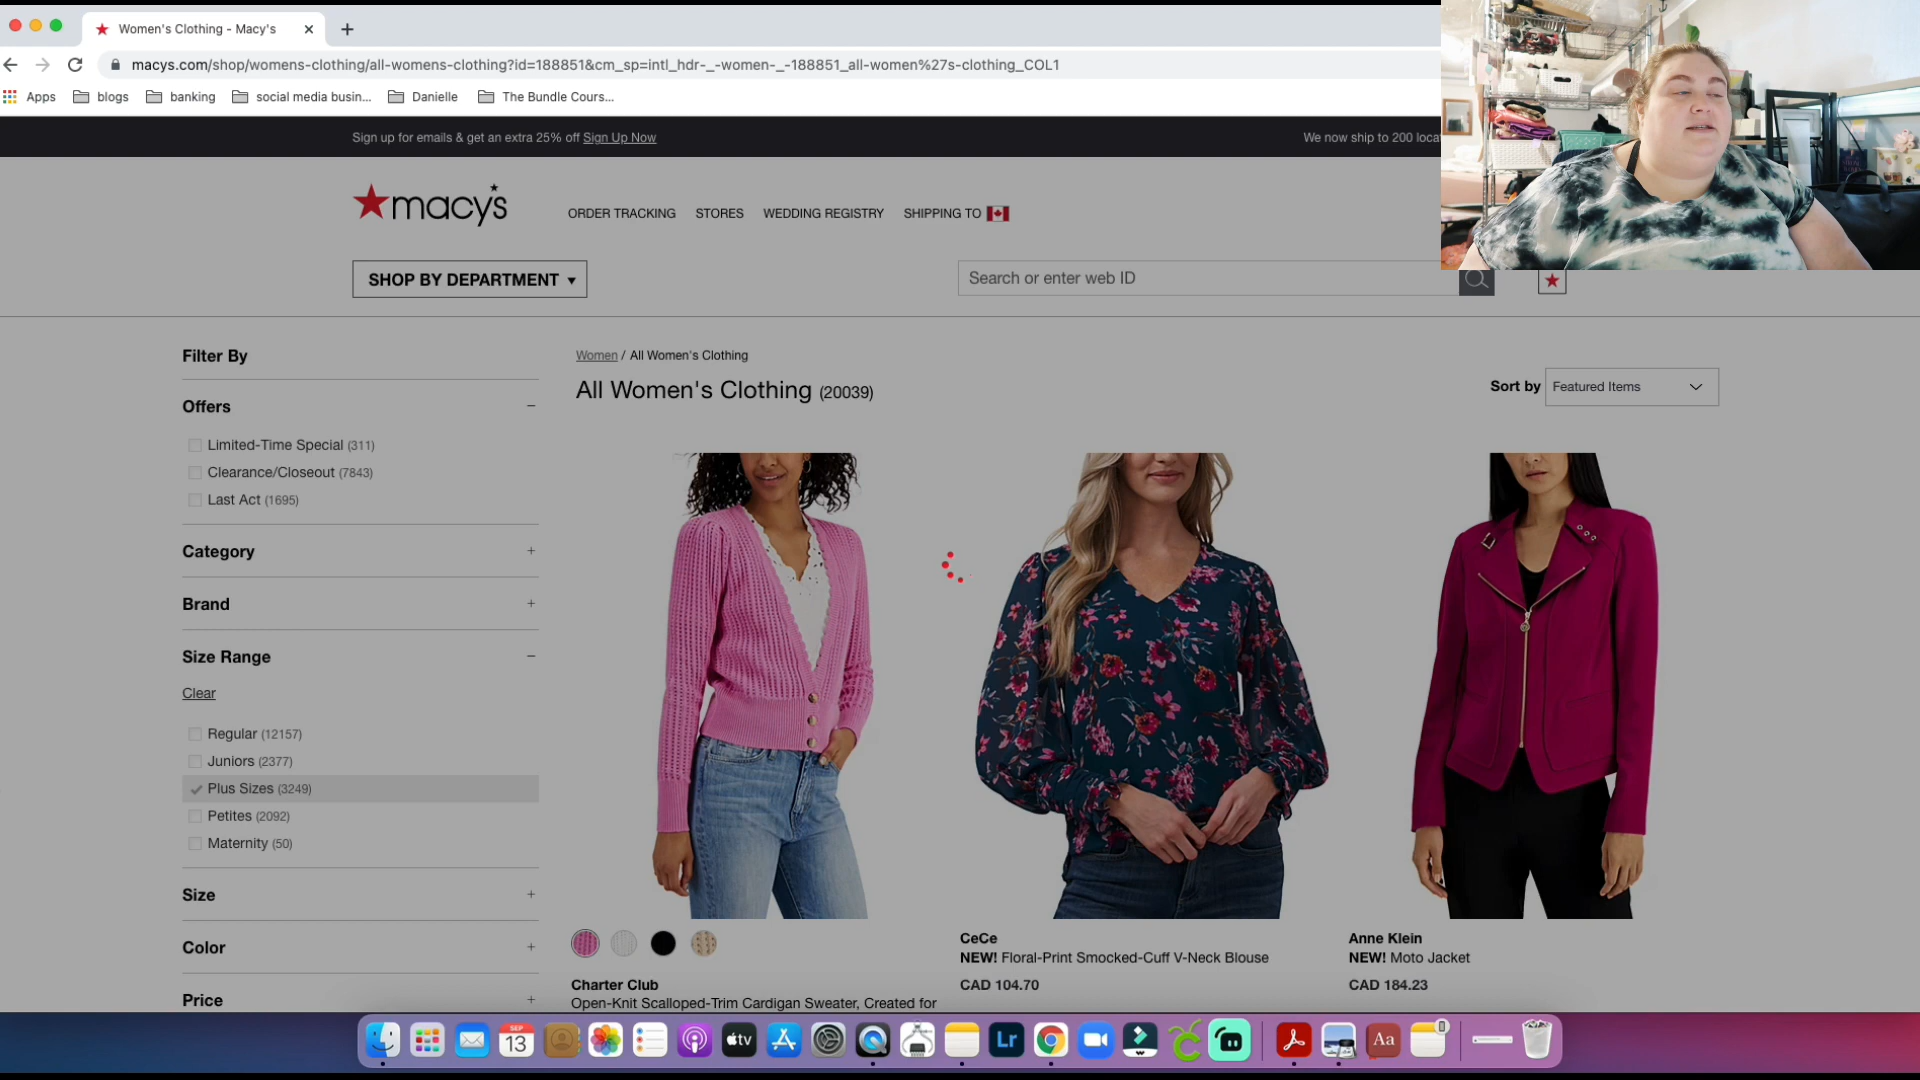 Women's Clothing - Macy's
macys.com/shop/womens-clothing/all-womens-clothing?id=188851&cm_sp=intl_hdr-_-women-_-188851_all-women%27s-clothing_COL1
Apps blogs banking social media busin... Danielle The Bundle Cours...
Sign up for emails & get an extra 25% off Sign Up Now
We now ship to 200 loca
macy's
ORDER TRACKING STORES WEDDING REGISTRY SHIPPING TO
SHOP BY DEPARTMENT
Search or enter web ID
Filter By
Offers
Limited-Time Special (311)
Clearance/Closeout (7843)
Last Act (1695)
Category
Brand
Size Range
Clear
Regular (12157)
Juniors (2377)
Plus Sizes (3249)
Petites (2092)
Maternity (50)
Size
Color
Price
Women / All Women's Clothing
All Women's Clothing (20039)
Sort by Featured Items
Charter Club
Open-Knit Scalloped-Trim Cardigan Sweater, Created for
CeCe
NEW! Floral-Print Smocked-Cuff V-Neck Blouse
CAD 104.70
Anne Klein
NEW! Moto Jacket
CAD 184.23
SEP
13
tv
Lr
Aa